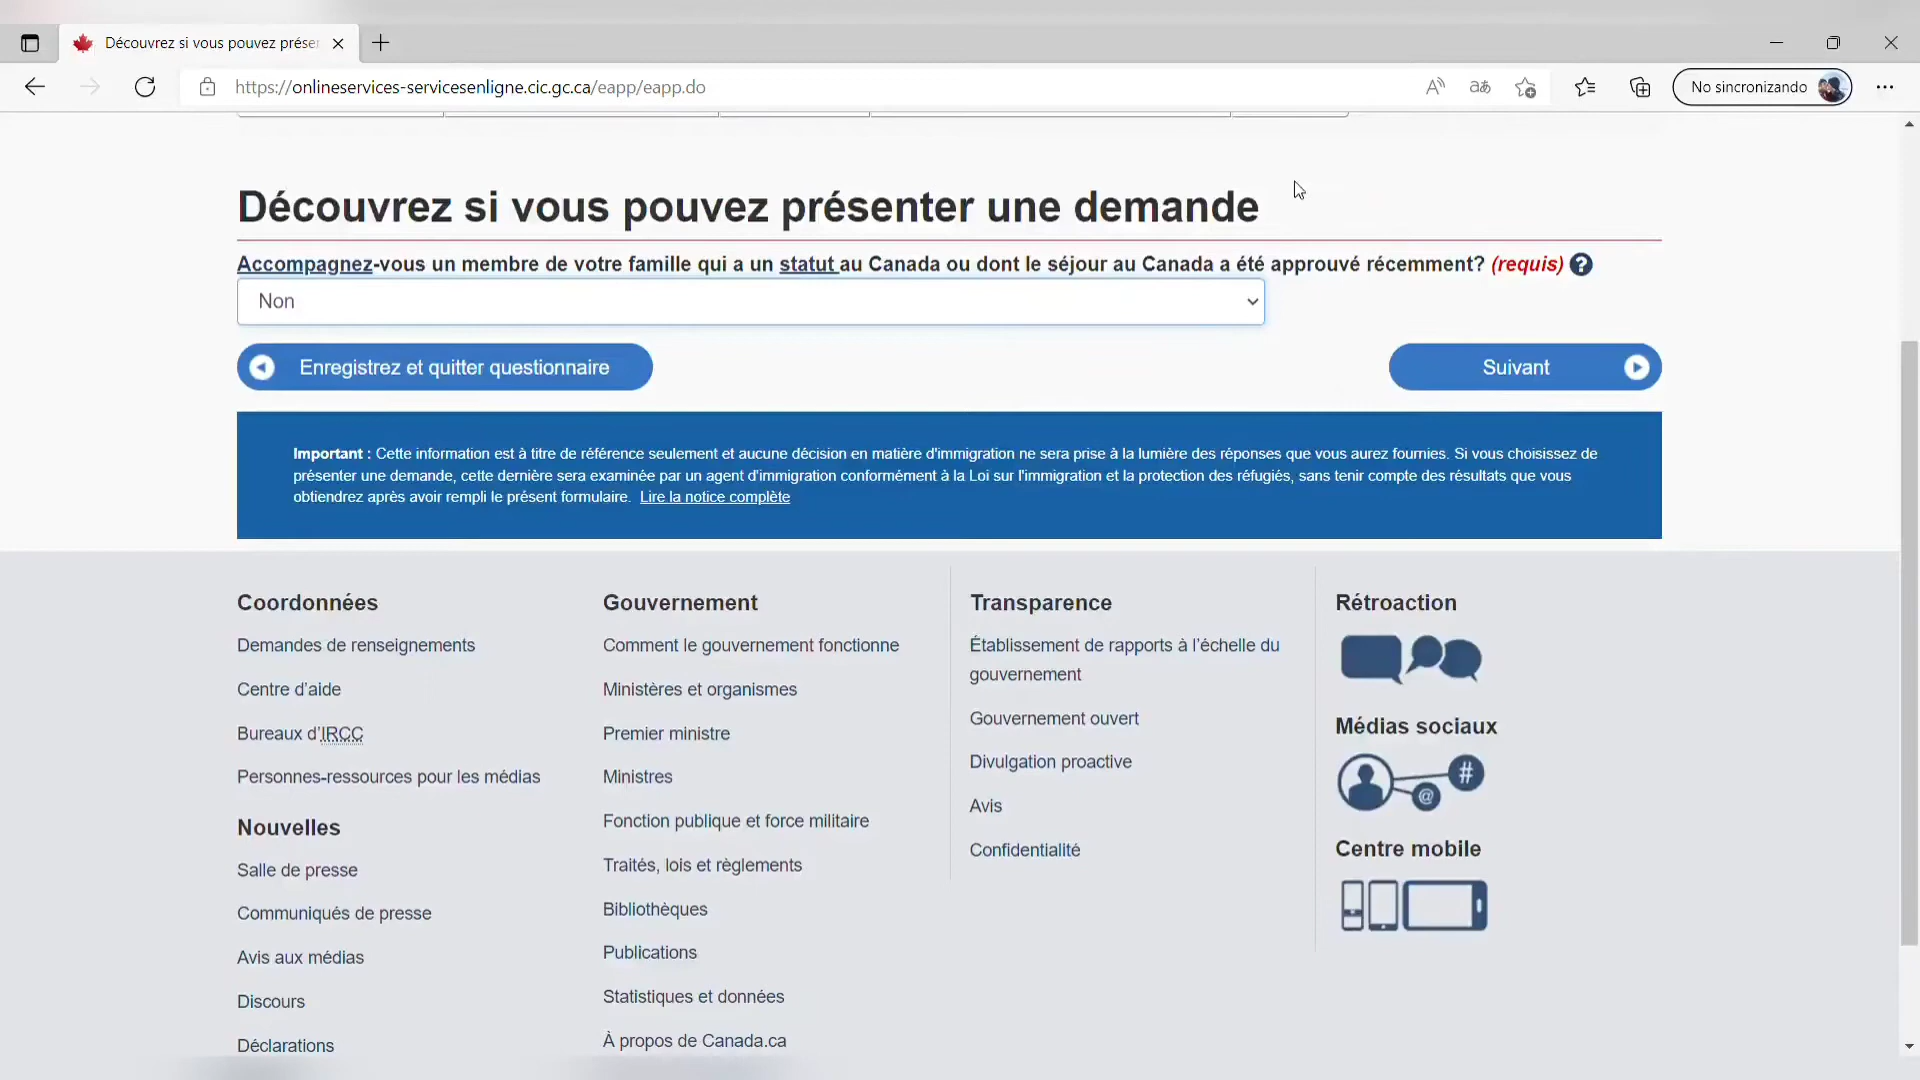 Découvrez si vous pouvez présen
https://onlineservices-servicesenligne.cic.gc.ca/eapp/eapp.do
No sincronizando
Découvrez si vous pouvez présenter une demande
Accompagnez-vous un membre de votre famille qui a un statut au Canada ou dont le séjour au Canada a été approuvé récemment? (requis) ?
Non
Enregistrez et quitter questionnaire
Suivant
Important : Cette information est à titre de référence seulement et aucune décision en matière d'immigration ne sera prise à la lumière des réponses que vous aurez fournies. Si vous choisissez de
présenter une demande, cette dernière sera examinée par un agent d'immigration conformément à la Loi sur l'immigration et la protection des réfugiés, sans tenir compte des résultats que vous
obtiendrez après avoir rempli le présent formulaire. Lire la notice complète
Coordonnées
Demandes de renseignements
Centre d'aide
Bureaux d'IRCC
Personnes-ressources pour les médias
Nouvelles
Salle de presse
Communiqués de presse
Avis aux médias
Discours
Déclarations
Gouvernement
Comment le gouvernement fonctionne
Ministères et organismes
Premier ministre
Ministres
Fonction publique et force militaire
Traités, lois et règlements
Bibliothèques
Publications
Statistiques et données
À propos de Canada.ca
Transparence
Établissement de rapports à l'échelle du
gouvernement
Gouvernement ouvert
Divulgation proactive
Avis
Confidentialité
Rétroaction
Médias sociaux
#
@
Centre mobile